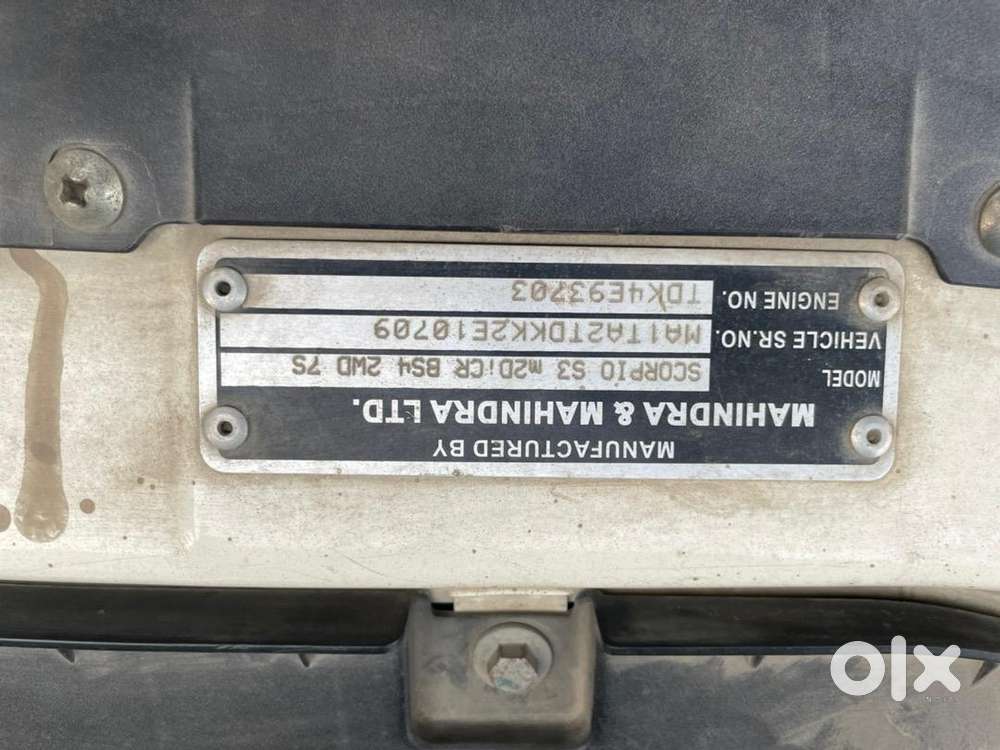 MANUFACTURED BY
MAHINDRA & MAHINDRA LTD.
MODEL SCORPIO S3 m2DiCR BS4 2WD 7S
VEHICLE SR.NO. MA1TA2TDKK2E10709
ENGINE NO. TDK4E93703
olx